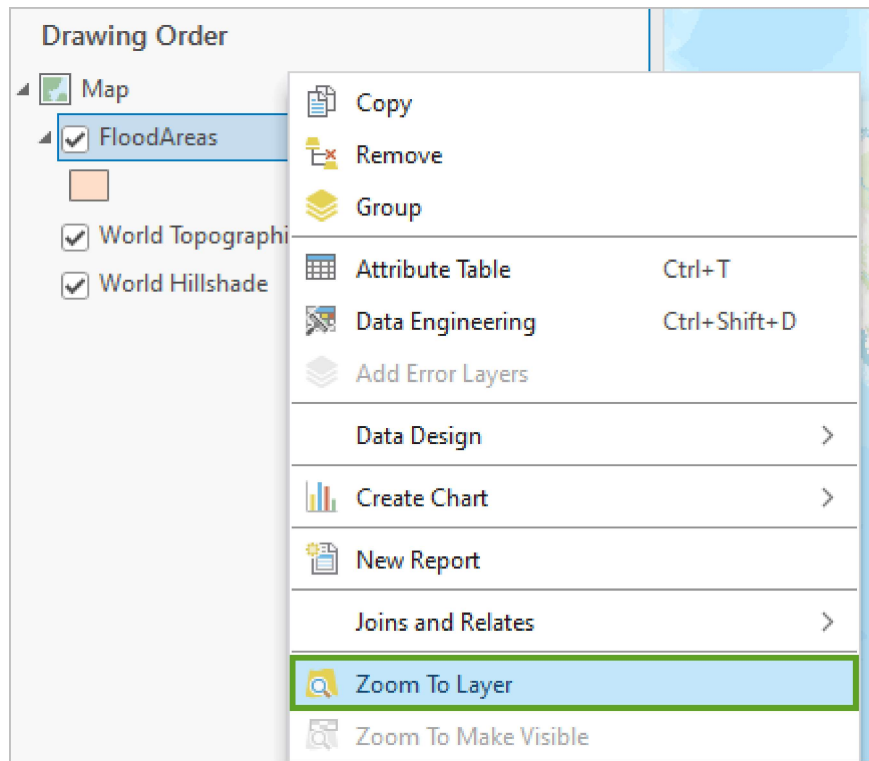 Drawing Order
Map
FloodAreas
World Topographi
World Hillshade
Copy
Remove
Group
Attribute Table Ctrl+T
Data Engineering Ctrl+Shift+D
Add Error Layers
Data Design
Create Chart
New Report
Joins and Relates
Zoom To Layer
Zoom To Make Visible